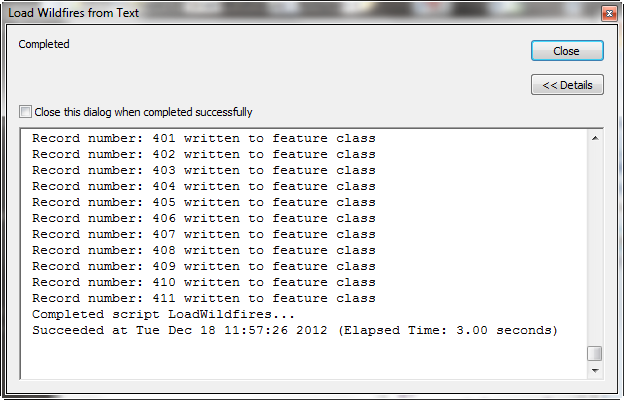 Load Wildfires from Text
Completed
Close
<< Details
Close this dialog when completed successfully
Record number: 401 written to feature class
Record number: 402 written to feature class
Record number: 403 written to feature class
Record number: 404 written to feature class
Record number: 405 written to feature class
Record number: 406 written to feature class
Record number: 407 written to feature class
Record number: 408 written to feature class
Record number: 409 written to feature class
Record number: 410 written to feature class
Record number: 411 written to feature class
Completed script LoadWildfires...
Succeeded at Tue Dec 18 11:57:26 2012 (Elapsed Time: 3.00 seconds)